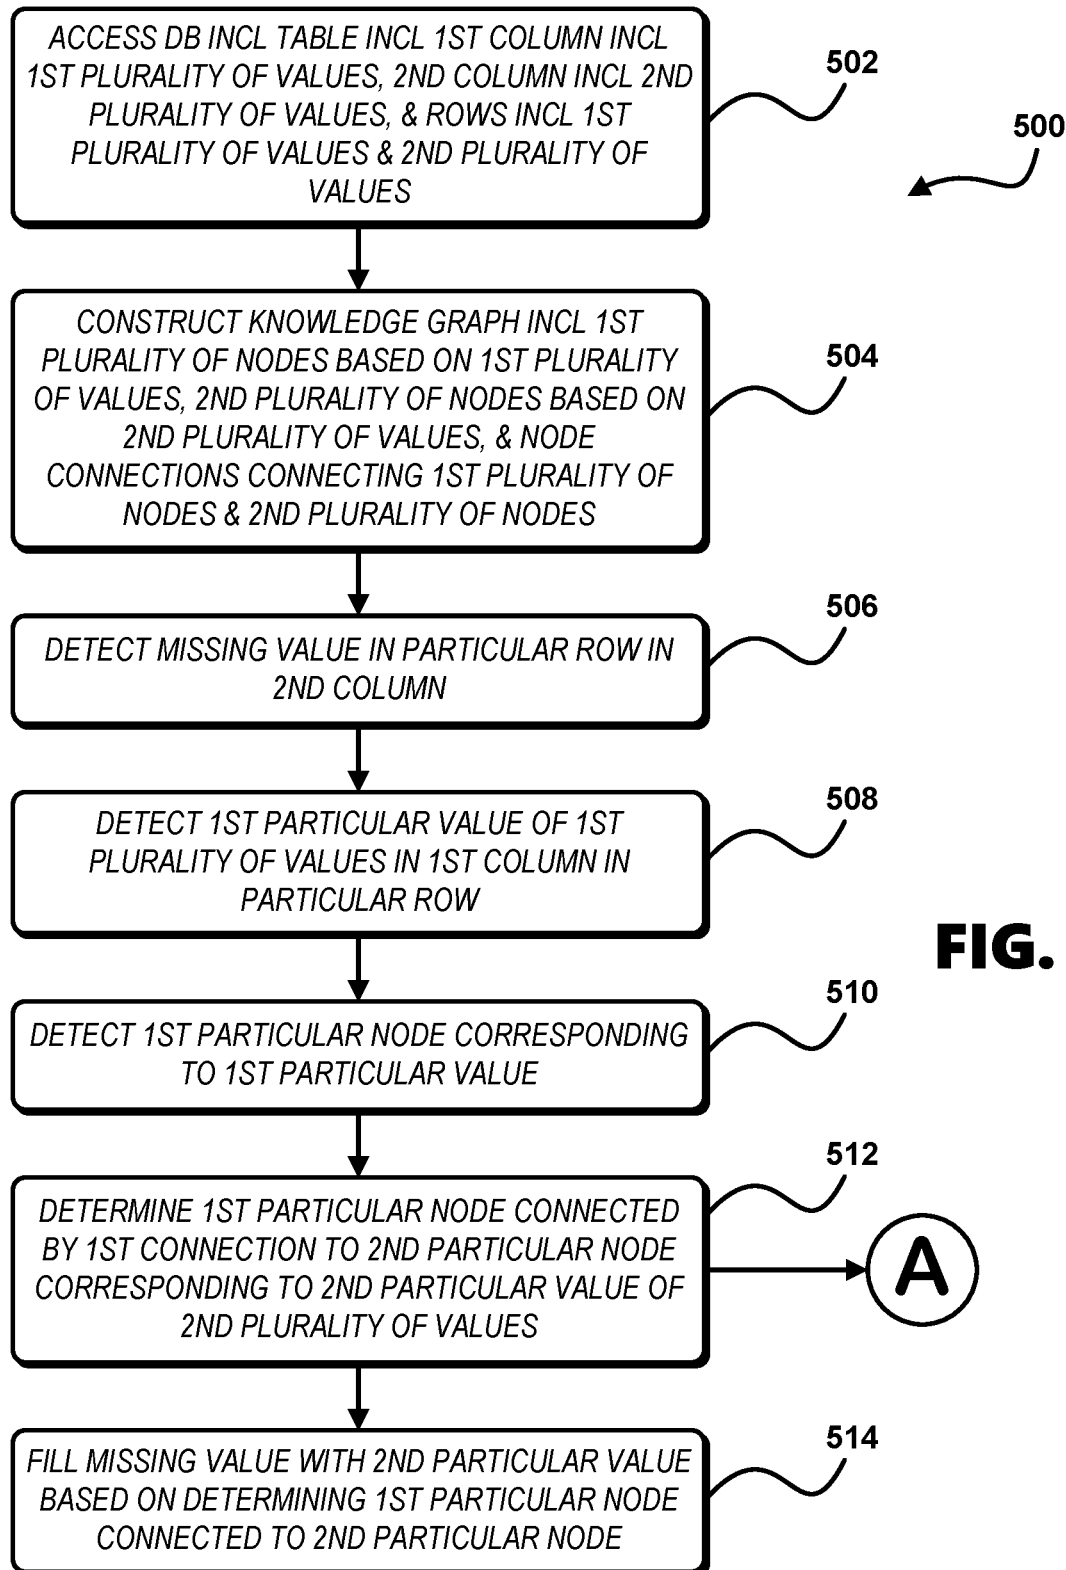 ACCESS DB INCL TABLE INCL 1ST COLUMN INCL
1ST PLURALITY OF VALUES, 2ND COLUMN INCL 2ND
PLURALITY OF VALUES, & ROWS INCL 1ST
PLURALITY OF VALUES & 2ND PLURALITY OF
VALUES
502
500
CONSTRUCT KNOWLEDGE GRAPH INCL 1ST
PLURALITY OF NODES BASED ON 1ST PLURALITY
OF VALUES, 2ND PLURALITY OF NODES BASED ON
2ND PLURALITY OF VALUES, & NODE
CONNECTIONS CONNECTING 1ST PLURALITY OF
NODES & 2ND PLURALITY OF NODES
504
DETECT MISSING VALUE IN PARTICULAR ROW IN
2ND COLUMN
506
DETECT 1ST PARTICULAR VALUE OF 1ST
PLURALITY OF VALUES IN 1ST COLUMN IN
PARTICULAR ROW
508
FIG.
DETECT 1ST PARTICULAR NODE CORRESPONDING
TO 1ST PARTICULAR VALUE
510
DETERMINE 1ST PARTICULAR NODE CONNECTED
BY 1ST CONNECTION TO 2ND PARTICULAR NODE
CORRESPONDING TO 2ND PARTICULAR VALUE OF
2ND PLURALITY OF VALUES
512
A
FILL MISSING VALUE WITH 2ND PARTICULAR VALUE
BASED ON DETERMINING 1ST PARTICULAR NODE
CONNECTED TO 2ND PARTICULAR NODE
514